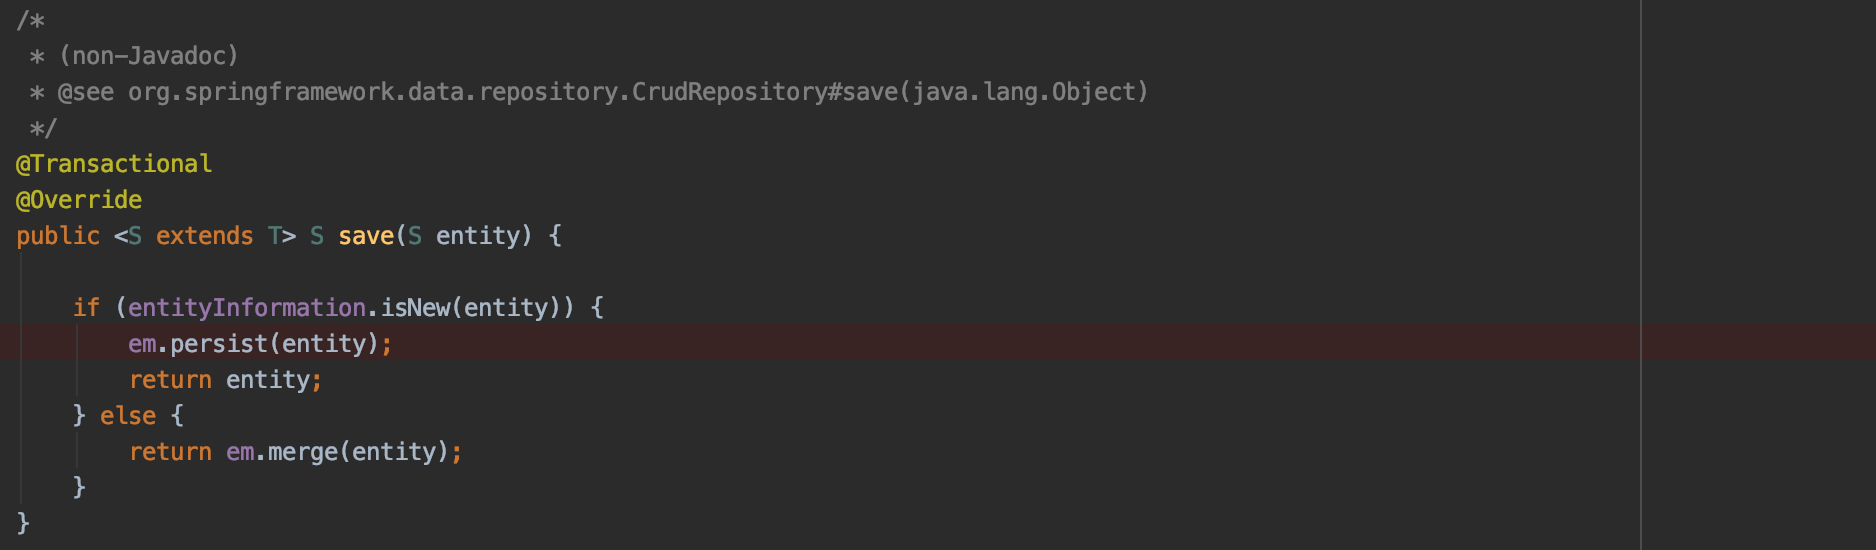 /*
 * (non-Javadoc)
 * @see org.springframework.data.repository.CrudRepository#save(java.lang.Object)
 */
@Transactional
@Override
public <S extends T> S save(S entity) {
    if (entityInformation.isNew(entity)) {
        em.persist(entity);
        return entity;
    } else {
        return em.merge(entity);
    }
}